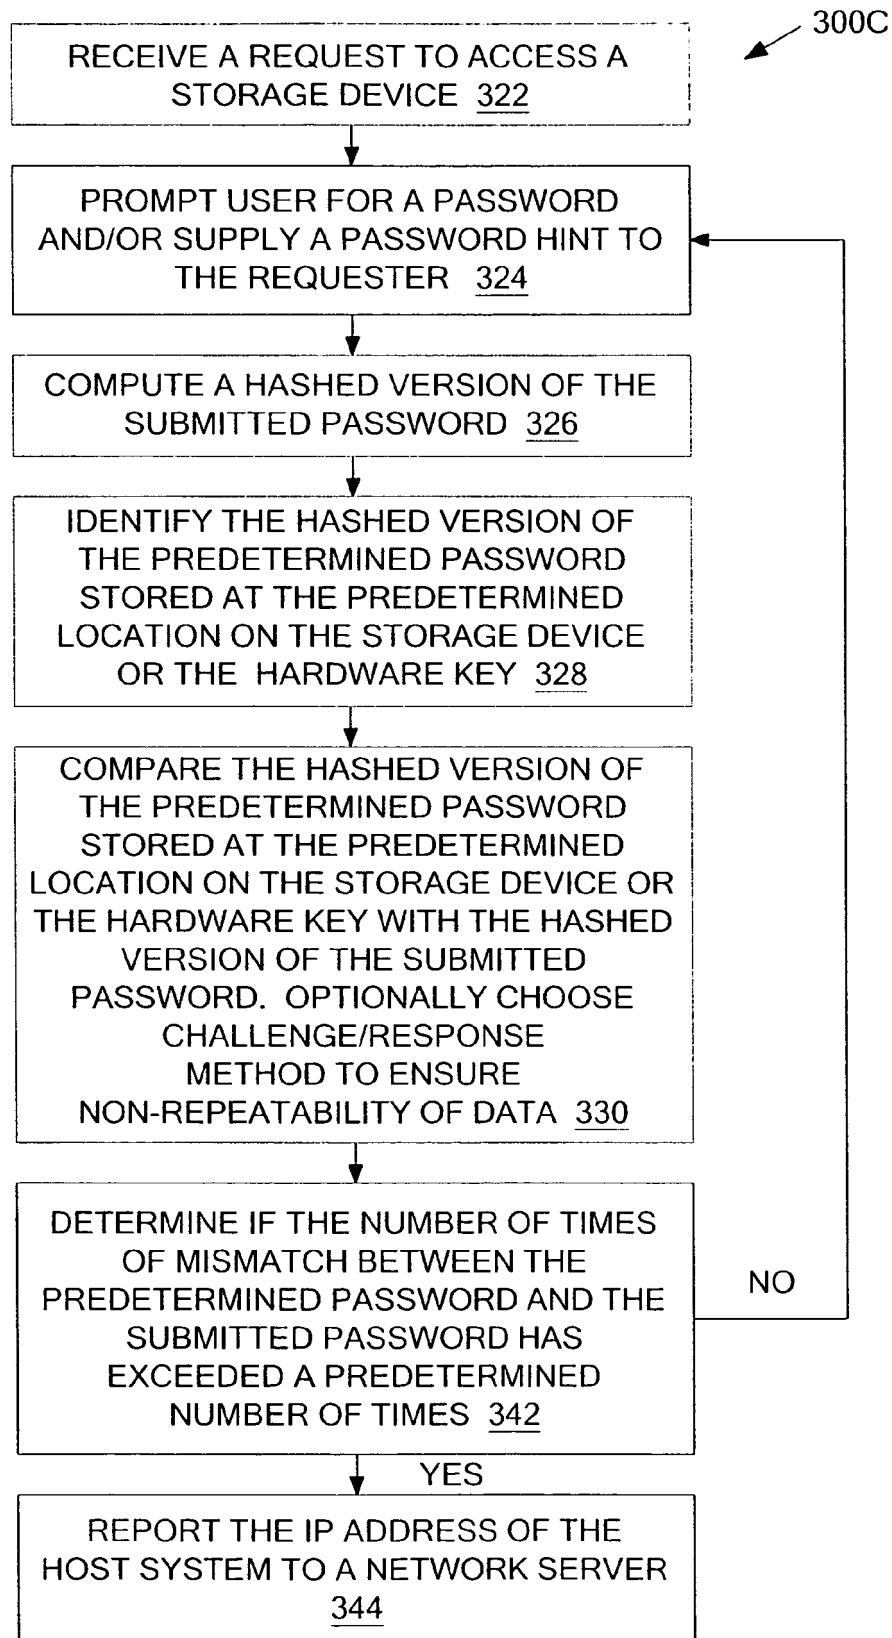 300C
RECEIVE A REQUEST TO ACCESS A
STORAGE DEVICE 322
PROMPT USER FOR A PASSWORD
AND/OR SUPPLY A PASSWORD HINT TO
THE REQUESTER 324
COMPUTE A HASHED VERSION OF THE
SUBMITTED PASSWORD 326
IDENTIFY THE HASHED VERSION OF
THE PREDETERMINED PASSWORD
STORED AT THE PREDETERMINED
LOCATION ON THE STORAGE DEVICE
OR THE HARDWARE KEY 328
COMPARE THE HASHED VERSION OF
THE PREDETERMINED PASSWORD
STORED AT THE PREDETERMINED
LOCATION ON THE STORAGE DEVICE OR
THE HARDWARE KEY WITH THE HASHED
VERSION OF THE SUBMITTED
PASSWORD. OPTIONALLY CHOOSE
CHALLENGE/RESPONSE
METHOD TO ENSURE
NON-REPEATABILITY OF DATA 330
DETERMINE IF THE NUMBER OF TIMES
OF MISMATCH BETWEEN THE
PREDETERMINED PASSWORD AND THE
SUBMITTED PASSWORD HAS
EXCEEDED A PREDETERMINED
NUMBER OF TIMES 342
NO
YES
REPORT THE IP ADDRESS OF THE
HOST SYSTEM TO A NETWORK SERVER
344